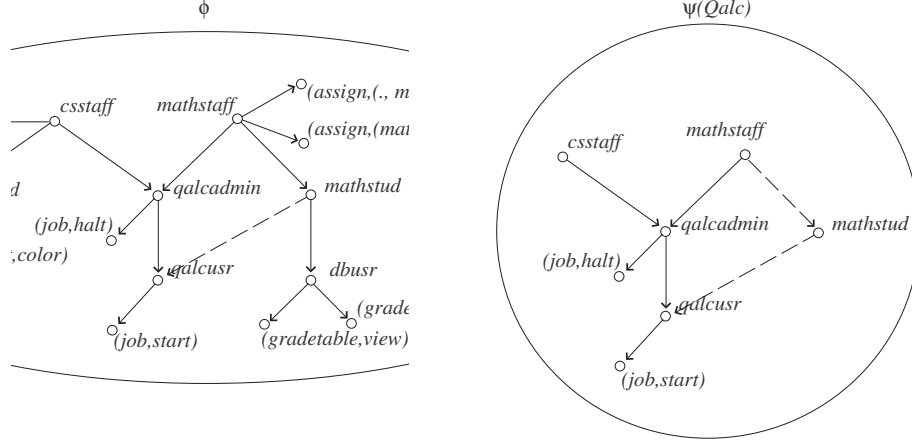 ϕ
csstaff
mathstaff
(assign,(., m
(assign,(mat
d
qalcadmin
mathstud
(job,halt)
,color)
qalcusr
dbusr
(grade
(job,start)
(gradetable,view)
ψ(Qalc)
csstaff
mathstaff
qalcadmin
mathstud
(job,halt)
qalcusr
(job,start)